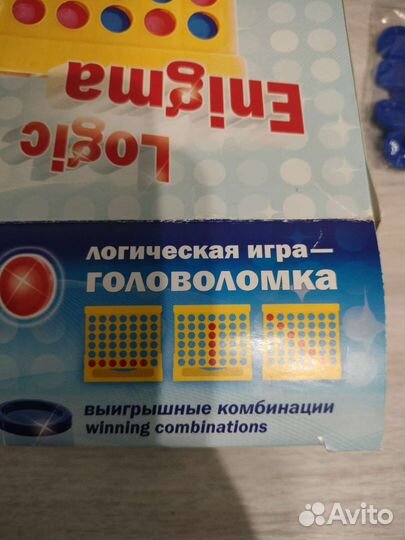 Logic
Enigma
ЛОГИЧЕСКАЯ ИГРА—
ГОЛОВОЛОМКА
ВЫИГРЫШНЫЕ КОМБИНАЦИИ
winning combinations
Avito